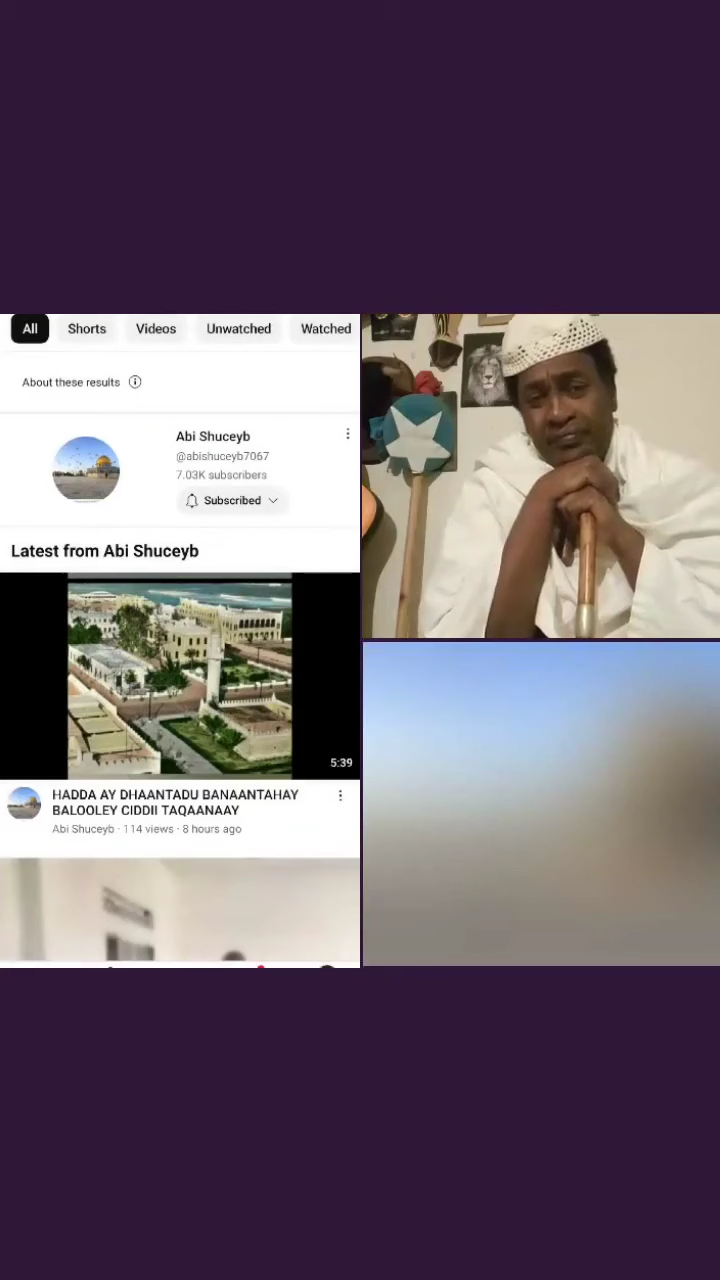 All Shorts Videos Unwatched Watched
About these results
Abi Shuceyb
@abishuceyb7067
7.03K subscribers
Subscribed
Latest from Abi Shuceyb
5:39
HADDA AY DHAANTADU BANAANTAHAY
BALOOLEY CIDDII TAQAANAAY
Abi Shuceyb · 114 views · 8 hours ago